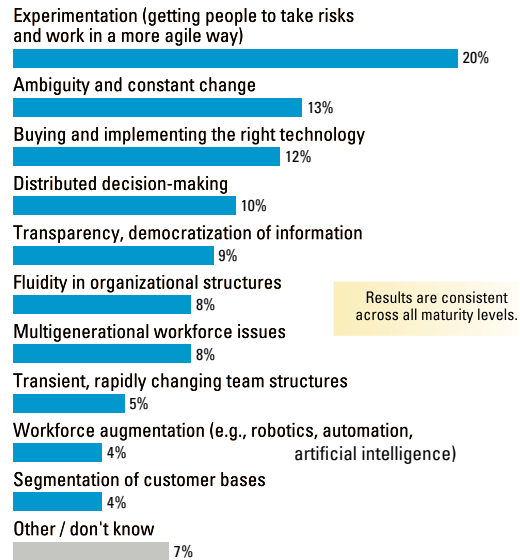 Experimentation (getting people to take risks
and work in a more agile way)
20%
Ambiguity and constant change
13%
Buying and implementing the right technology
12%
Distributed decision-making
10%
Transparency, democratization of information
9%
Fluidity in organizational structures
8%
Results are consistent
across all maturity levels.
Multigenerational workforce issues
8%
Transient, rapidly changing team structures
5%
Workforce augmentation (e.g., robotics, automation,
artificial intelligence)
4%
Segmentation of customer bases
4%
Other / don't know
7%